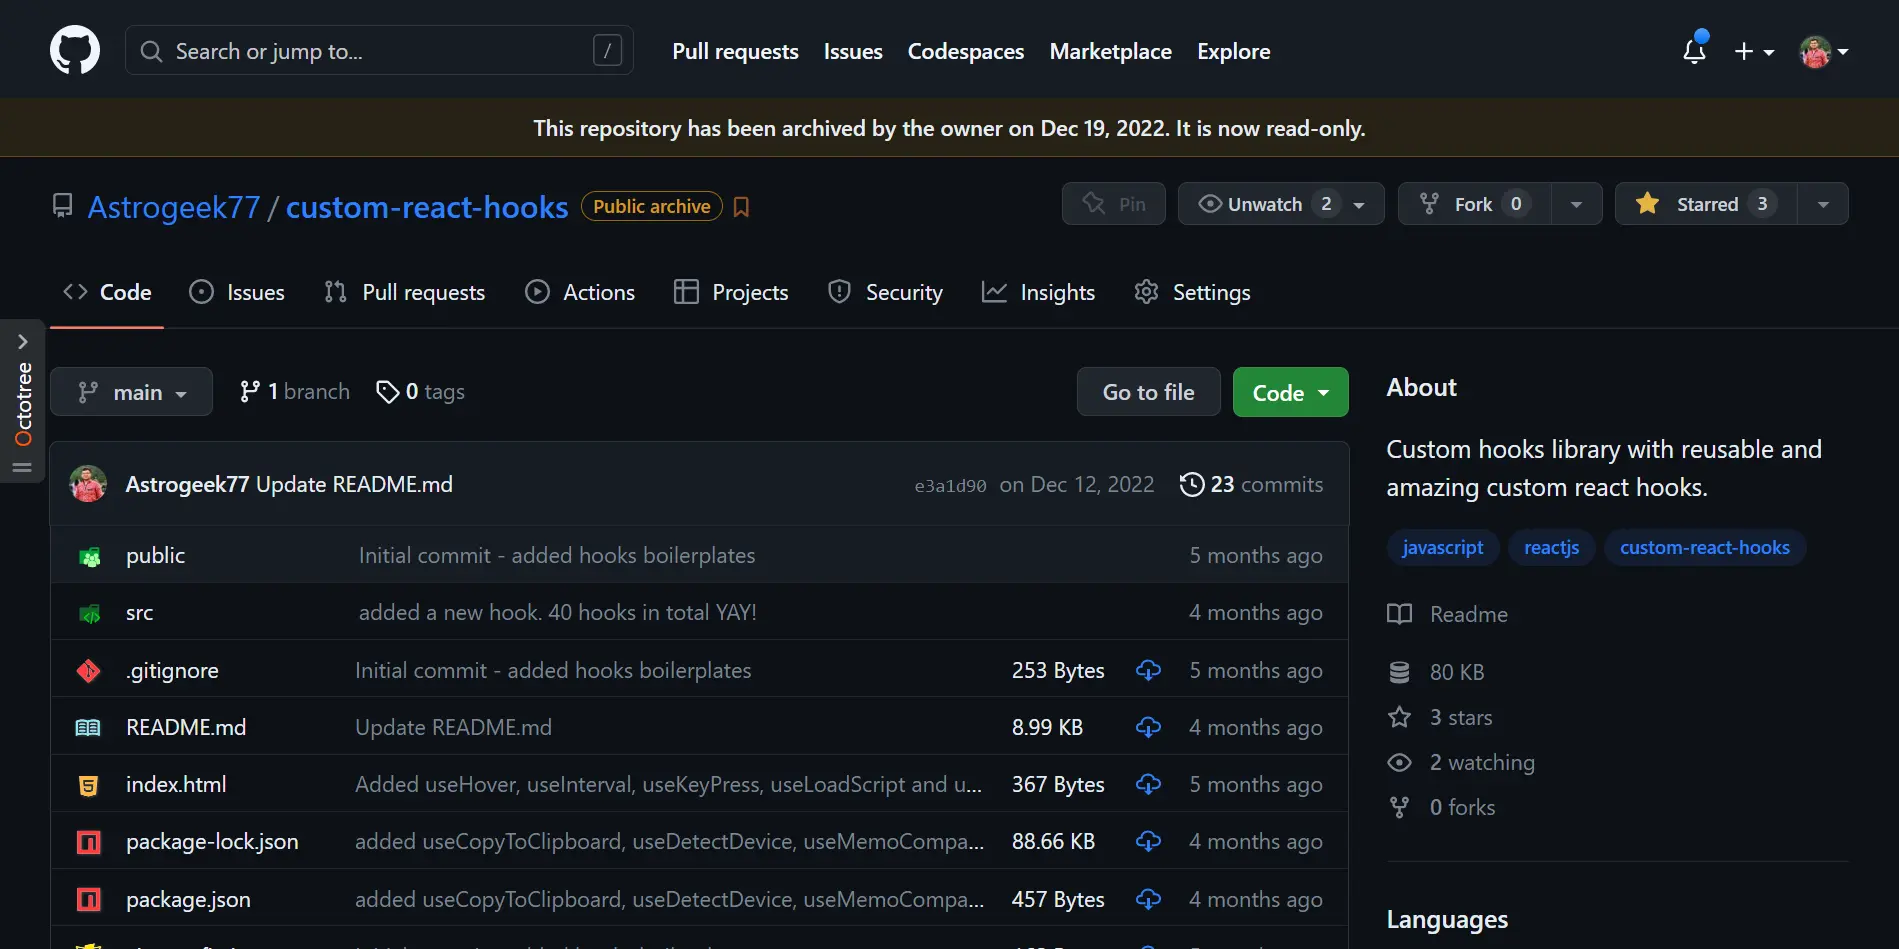 Search or jump to... /
Pull requests Issues Codespaces Marketplace Explore
This repository has been archived by the owner on Dec 19, 2022. It is now read-only.
Astrogeek77 / custom-react-hooks Public archive
Pin Unwatch 2 Fork 0 Starred 3
Code Issues Pull requests Actions Projects Security Insights Settings
Octotree
main 1 branch 0 tags Go to file Code
Astrogeek77 Update README.md e3a1d90 on Dec 12, 2022 23 commits
public Initial commit - added hooks boilerplates 5 months ago
src added a new hook. 40 hooks in total YAY! 4 months ago
.gitignore Initial commit - added hooks boilerplates 253 Bytes 5 months ago
README.md Update README.md 8.99 KB 4 months ago
index.html Added useHover, useInterval, useKeyPress, useLoadScript and u... 367 Bytes 5 months ago
package-lock.json added useCopyToClipboard, useDetectDevice, useMemoCompa... 88.66 KB 4 months ago
package.json added useCopyToClipboard, useDetectDevice, useMemoCompa... 457 Bytes 4 months ago
About
Custom hooks library with reusable and
amazing custom react hooks.
javascript reactjs custom-react-hooks
Readme
80 KB
3 stars
2 watching
0 forks
Languages